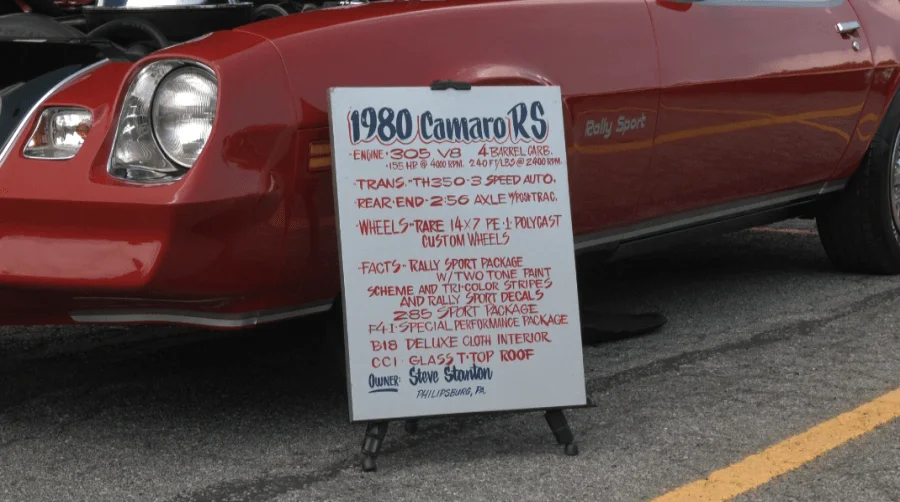 1980 Camaro RS
ENGINE-305 V8 4 BARREL CARB.
·155 HP @ 4000 RPM. 240 FT/LBS @ 2400 RPM.
TRANS.-TH350-3 SPEED AUTO.
REAR END-2:56 AXLE W/POSITRAC.
WHEELS-RARE 14X7 PE-1 POLYCAST
CUSTOM WHEELS
FACTS- RALLY SPORT PACKAGE
W/TWO TONE PAINT
SCHEME AND TRI-COLOR STRIPES
AND RALLY SPORT DECALS
Z85 SPORT PACKAGE
F41-SPECIAL PERFORMANCE PACKAGE
B18 DELUXE CLOTH INTERIOR
CC1-GLASS T-TOP ROOF
OWNER: Steve Stanton
PHILIPSBURG, PA
Rally Sport